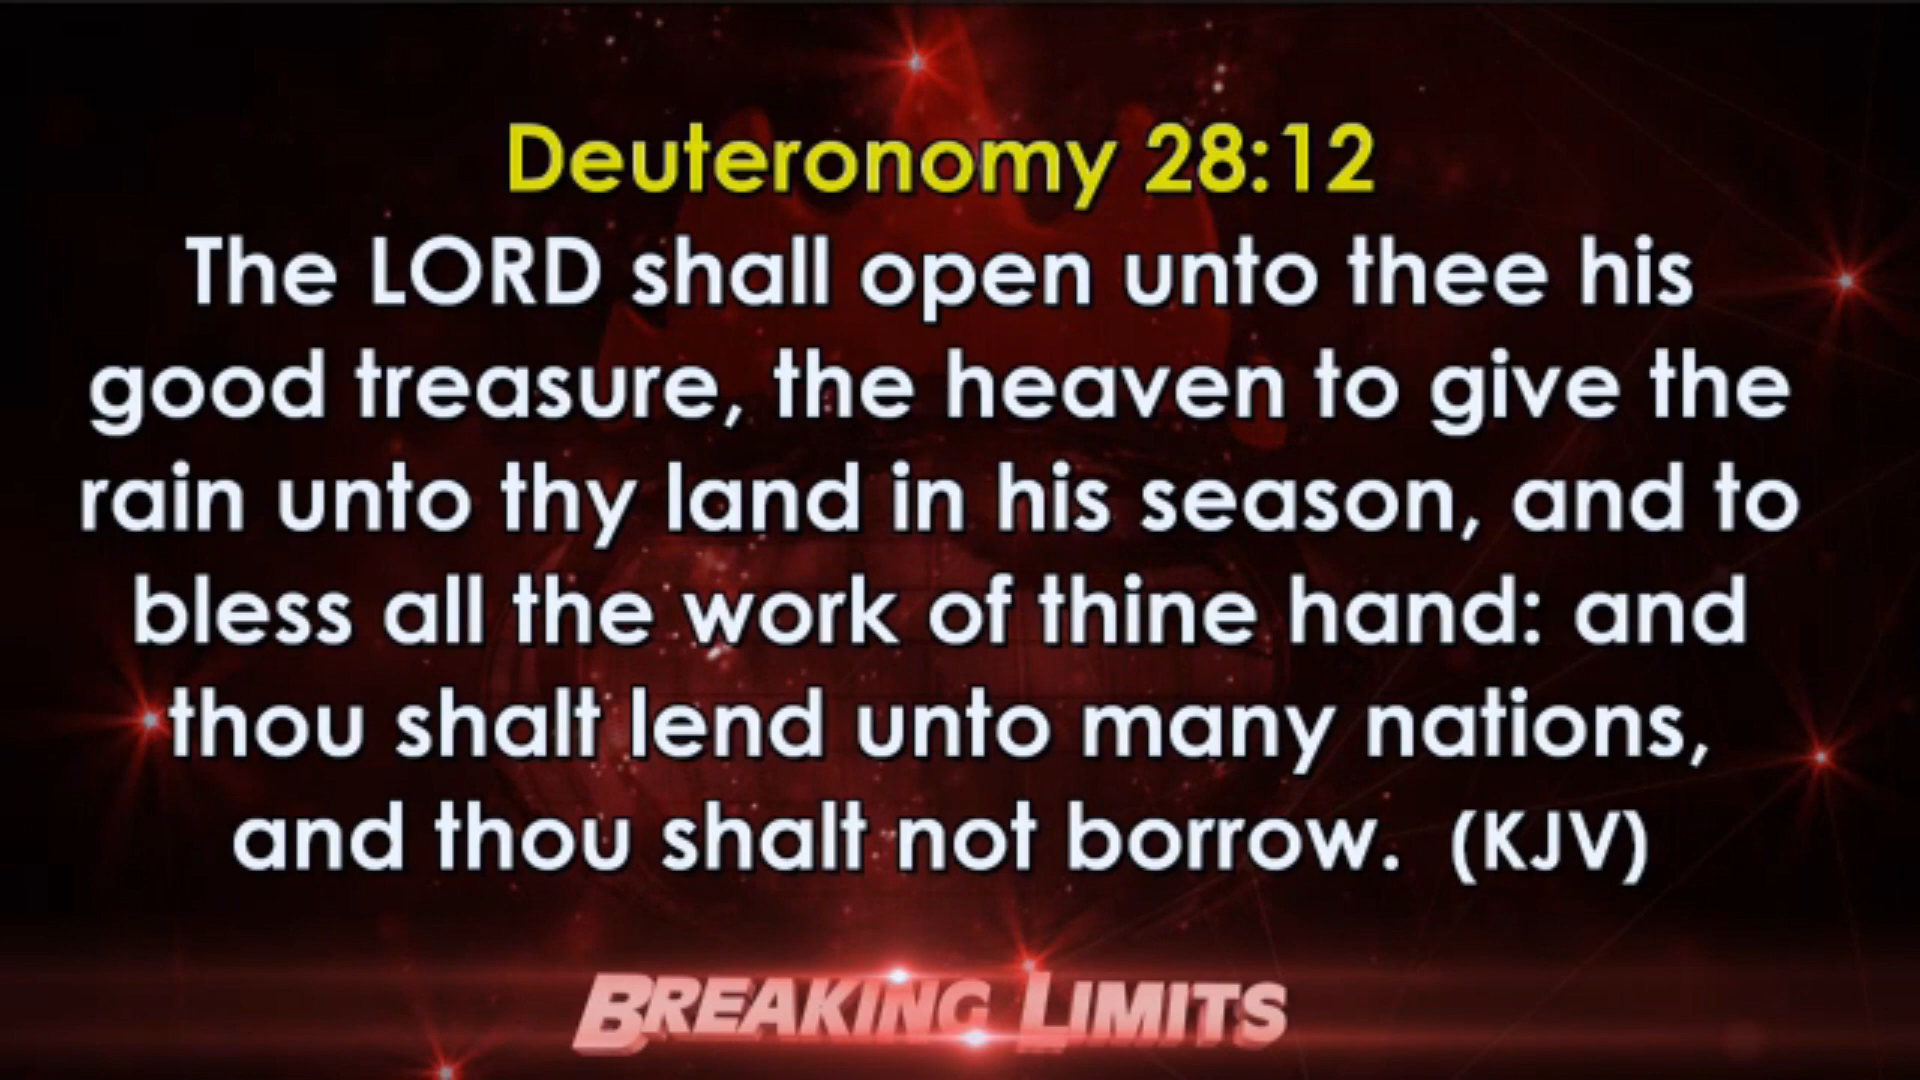 Deuteronomy 28:12
The LORD shall open unto thee his
good treasure, the heaven to give the
rain unto thy land in his season, and to
bless all the work of thine hand: and
thou shalt lend unto many nations,
and thou shalt not borrow. (KJV)
BREAKING LIMITS